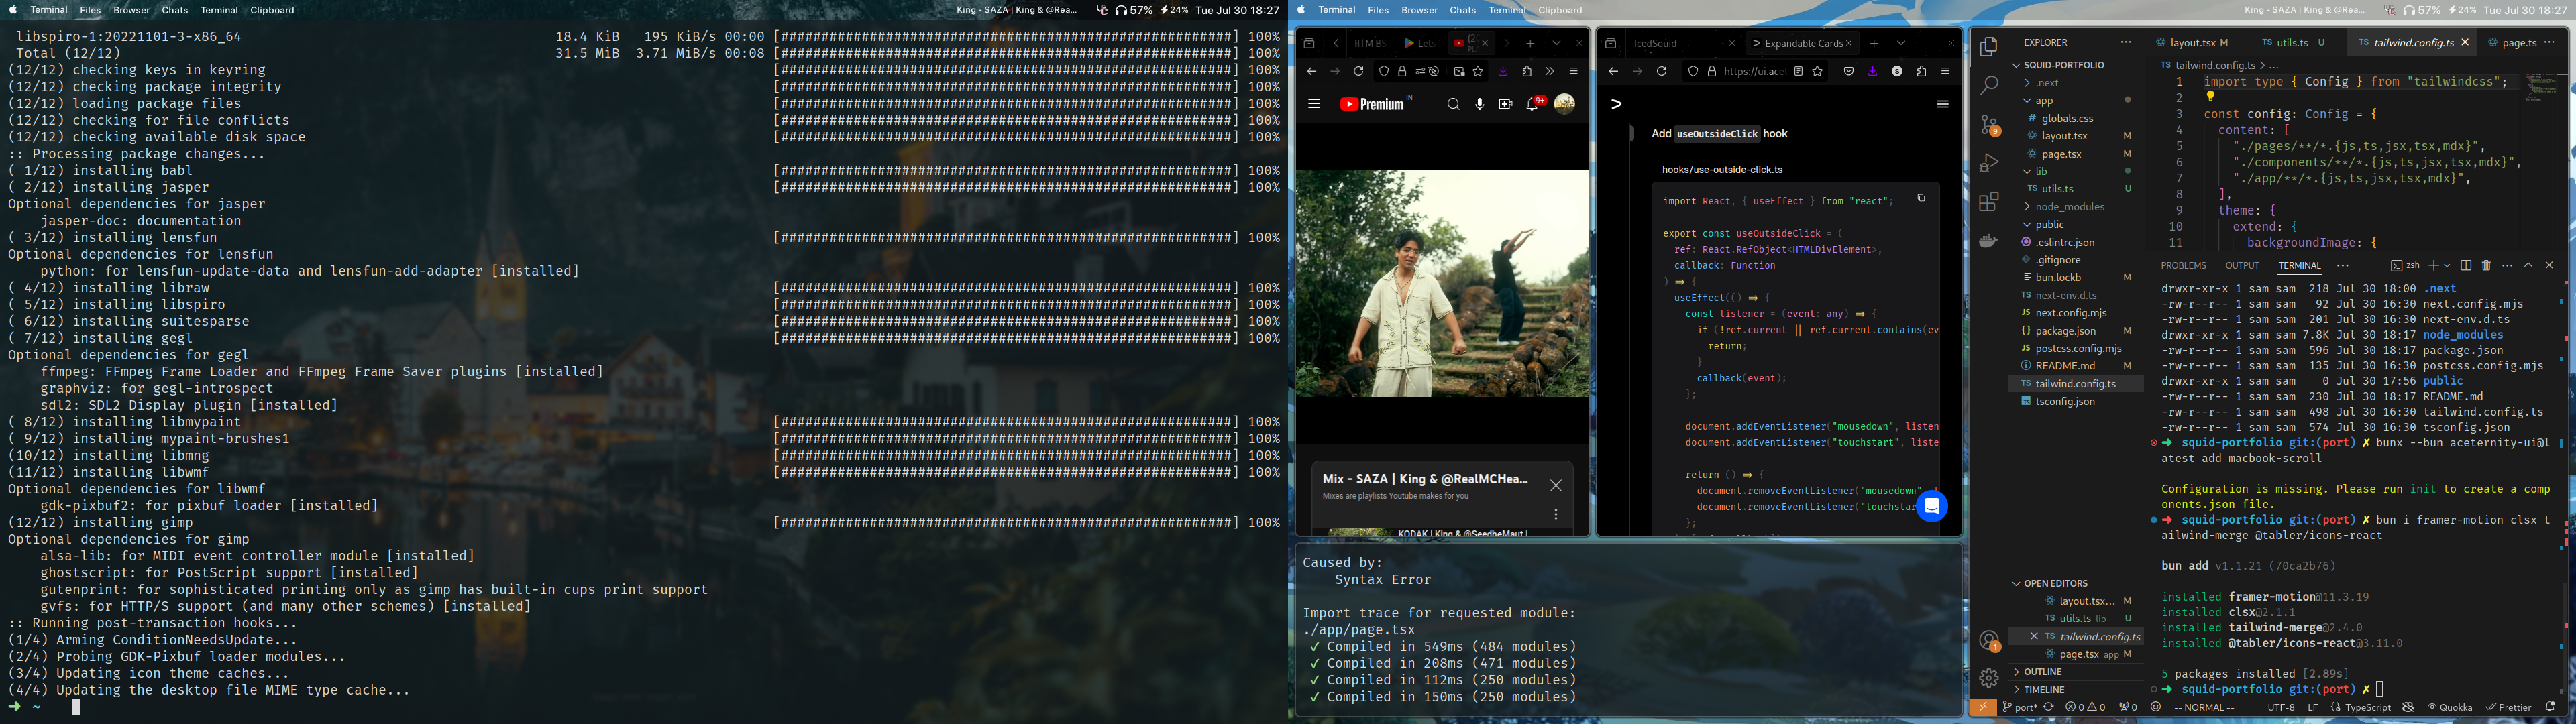 Terminal Files Browser Chats Terminal Clipboard
King - SAZA | King & @Rea... 57% 24% Tue Jul 30 18:27
libspiro-1:20221101-3-x86_64 18.4 KiB 195 KiB/s 00:00 [########################################################] 100%
Total (12/12) 31.5 MiB 3.71 MiB/s 00:08 [########################################################] 100%
(12/12) checking keys in keyring [########################################################] 100%
(12/12) checking package integrity [########################################################] 100%
(12/12) loading package files [########################################################] 100%
(12/12) checking for file conflicts [########################################################] 100%
(12/12) checking available disk space [########################################################] 100%
:: Processing package changes...
( 1/12) installing babl [########################################################] 100%
( 2/12) installing jasper [########################################################] 100%
Optional dependencies for jasper
jasper-doc: documentation
( 3/12) installing lensfun [########################################################] 100%
Optional dependencies for lensfun
python: for lensfun-update-data and lensfun-add-adapter [installed]
( 4/12) installing libraw [########################################################] 100%
( 5/12) installing libspiro [########################################################] 100%
( 6/12) installing suitesparse [########################################################] 100%
( 7/12) installing gegl [########################################################] 100%
Optional dependencies for gegl
ffmpeg: FFmpeg Frame Loader and FFmpeg Frame Saver plugins [installed]
graphviz: for gegl-introspect
sdl2: SDL2 Display plugin [installed]
( 8/12) installing libmypaint [########################################################] 100%
( 9/12) installing mypaint-brushes1 [########################################################] 100%
(10/12) installing libmng [########################################################] 100%
(11/12) installing libwmf [########################################################] 100%
Optional dependencies for libwmf
gdk-pixbuf2: for pixbuf loader [installed]
(12/12) installing gimp [########################################################] 100%
Optional dependencies for gimp
alsa-lib: for MIDI event controller module [installed]
ghostscript: for PostScript support [installed]
gutenprint: for sophisticated printing only as gimp has built-in cups print support
gvfs: for HTTP/S support (and many other schemes) [installed]
:: Running post-transaction hooks...
(1/4) Arming ConditionNeedsUpdate...
(2/4) Probing GDK-Pixbuf loader modules...
(3/4) Updating icon theme caches...
(4/4) Updating the desktop file MIME type cache...
➜ ~
Terminal Files Browser Chats Terminal Clipboard
King - SAZA | King & @Rea... 57% 24% Tue Jul 30 18:27
IITM BS
Lets
Premium IN
9+
Mix - SAZA | King & @RealMCHea...
Mixes are playlists Youtube makes for you
KODAK | King & @SeedheMaut |
IcedSquid
Expandable Cards
https://ui.ace
Add useOutsideClick hook
hooks/use-outside-click.ts
import React, { useEffect } from "react";
export const useOutsideClick = (
ref: React.RefObject<HTMLDivElement>,
callback: Function
) => {
useEffect(() => {
const listener = (event: any) => {
if (!ref.current || ref.current.contains(ev
return;
}
callback(event);
};
document.addEventListener("mousedown", listen
document.addEventListener("touchstart", liste
return () => {
document.removeEventListener("mousedown",
document.removeEventListener("touchstar
};
Caused by:
Syntax Error
Import trace for requested module:
./app/page.tsx
✓ Compiled in 549ms (484 modules)
✓ Compiled in 208ms (471 modules)
✓ Compiled in 112ms (250 modules)
✓ Compiled in 150ms (250 modules)
EXPLORER
SQUID-PORTFOLIO
.next
app
globals.css
layout.tsx M
page.tsx M
lib
TS utils.ts U
node_modules
public
.eslintrc.json
.gitignore
bun.lockb M
TS next-env.d.ts
JS next.config.mjs
{} package.json M
JS postcss.config.mjs
README.md M
TS tailwind.config.ts
tsconfig.json
OPEN EDITORS
layout.tsx... M
TS utils.ts lib U
TS tailwind.config.ts
page.tsx app M
OUTLINE
TIMELINE
9
1
layout.tsx M TS utils.ts U TS tailwind.config.ts page.ts
TS tailwind.config.ts > ...
1 import type { Config } from "tailwindcss";
2
3 const config: Config = {
4 content: [
5 "./pages/**/*.{js,ts,jsx,tsx,mdx}",
6 "./components/**/*.{js,ts,jsx,tsx,mdx}",
7 "./app/**/*.{js,ts,jsx,tsx,mdx}",
8 ],
9 theme: {
10 extend: {
11 backgroundImage: {
PROBLEMS OUTPUT TERMINAL zsh
drwxr-xr-x 1 sam sam 218 Jul 30 18:00 .next
-rw-r--r-- 1 sam sam 92 Jul 30 16:30 next.config.mjs
-rw-r--r-- 1 sam sam 201 Jul 30 16:30 next-env.d.ts
drwxr-xr-x 1 sam sam 7.8K Jul 30 18:17 node_modules
-rw-r--r-- 1 sam sam 596 Jul 30 18:17 package.json
-rw-r--r-- 1 sam sam 135 Jul 30 16:30 postcss.config.mjs
drwxr-xr-x 1 sam sam 0 Jul 30 17:56 public
-rw-r--r-- 1 sam sam 230 Jul 30 18:17 README.md
-rw-r--r-- 1 sam sam 498 Jul 30 16:30 tailwind.config.ts
-rw-r--r-- 1 sam sam 574 Jul 30 16:30 tsconfig.json
➜ squid-portfolio git:(port) ✗ bunx --bun aceternity-ui@l
atest add macbook-scroll
Configuration is missing. Please run init to create a comp
onents.json file.
➜ squid-portfolio git:(port) ✗ bun i framer-motion clsx t
ailwind-merge @tabler/icons-react
bun add v1.1.21 (70ca2b76)
installed framer-motion@11.3.19
installed clsx@2.1.1
installed tailwind-merge@2.4.0
installed @tabler/icons-react@3.11.0
5 packages installed [2.89s]
➜ squid-portfolio git:(port) ✗
port* 0 0 0 -- NORMAL -- UTF-8 LF TypeScript Quokka Prettier